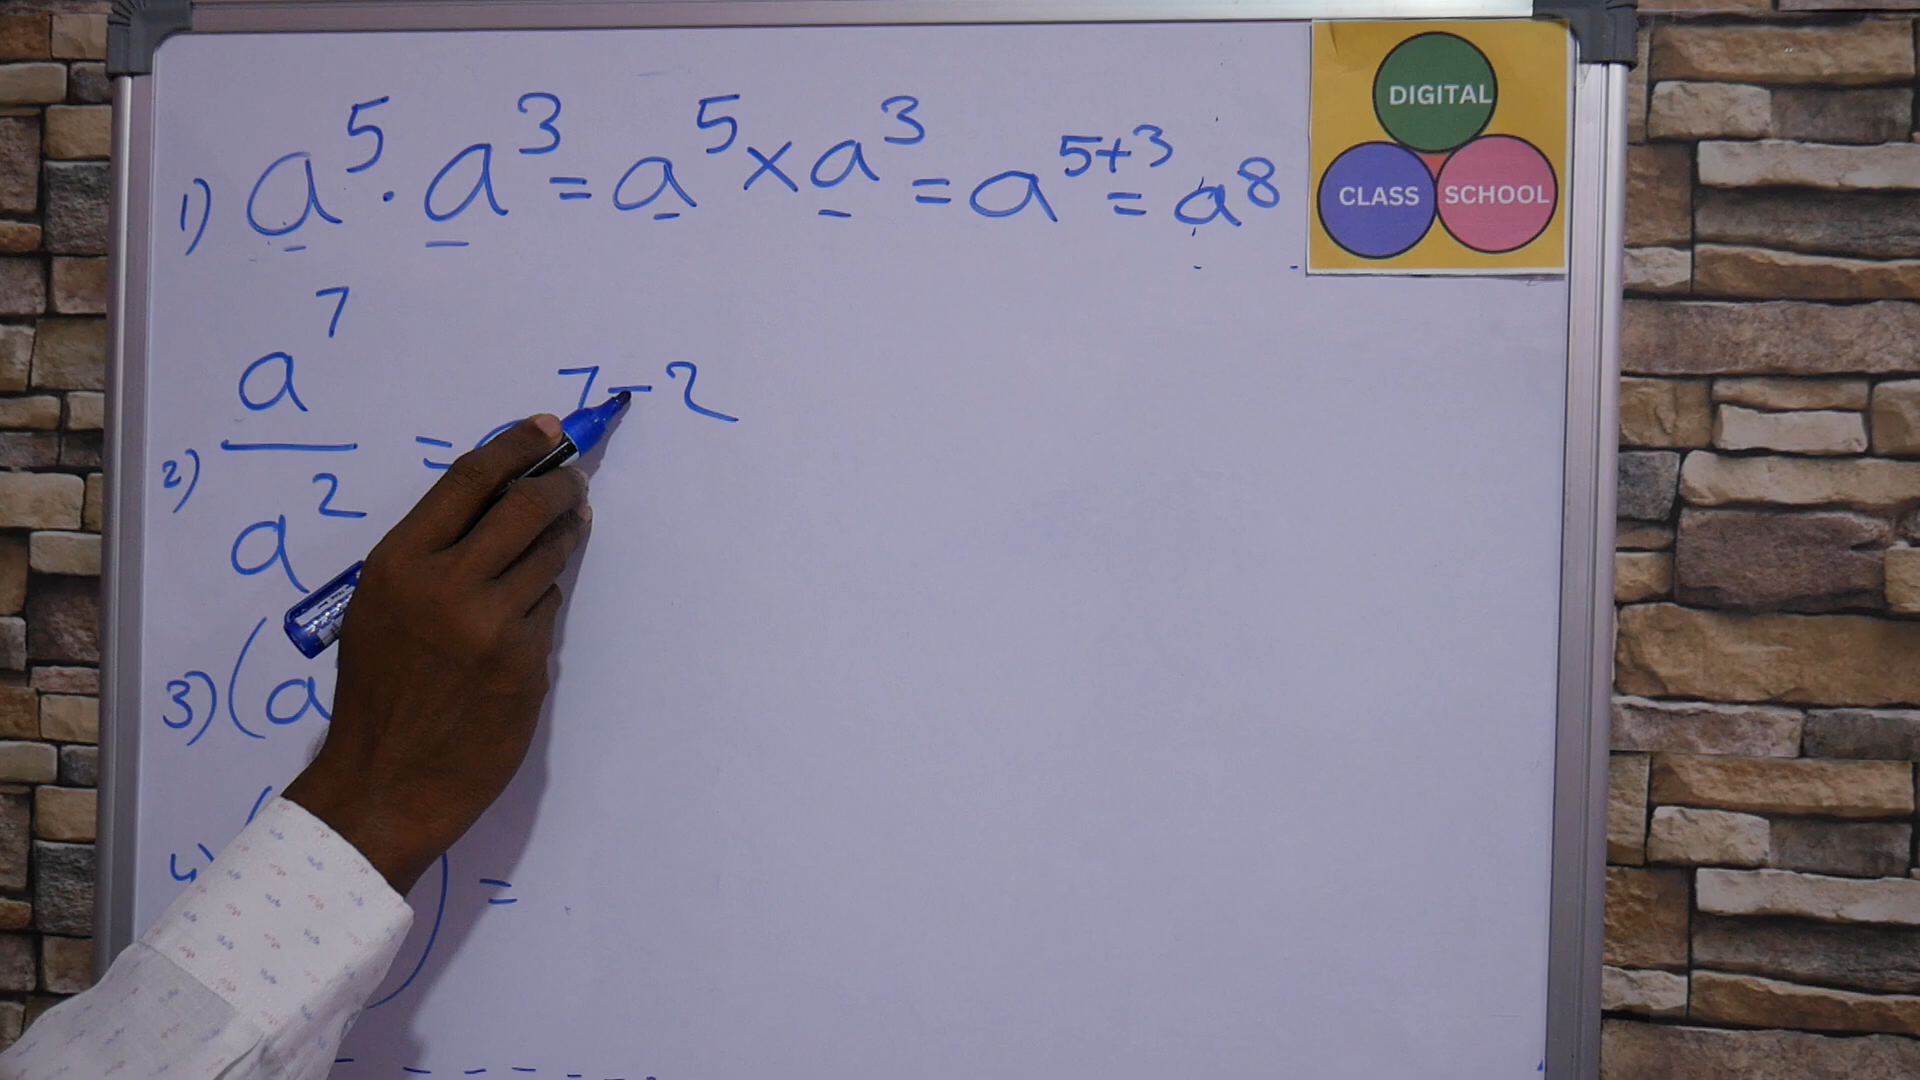 1) a⁵ · a³ = a⁵ × a³ = a⁵⁺³ = a⁸
DIGITAL
CLASS SCHOOL
2) a⁷/a² = 7-2
3) (a
) =